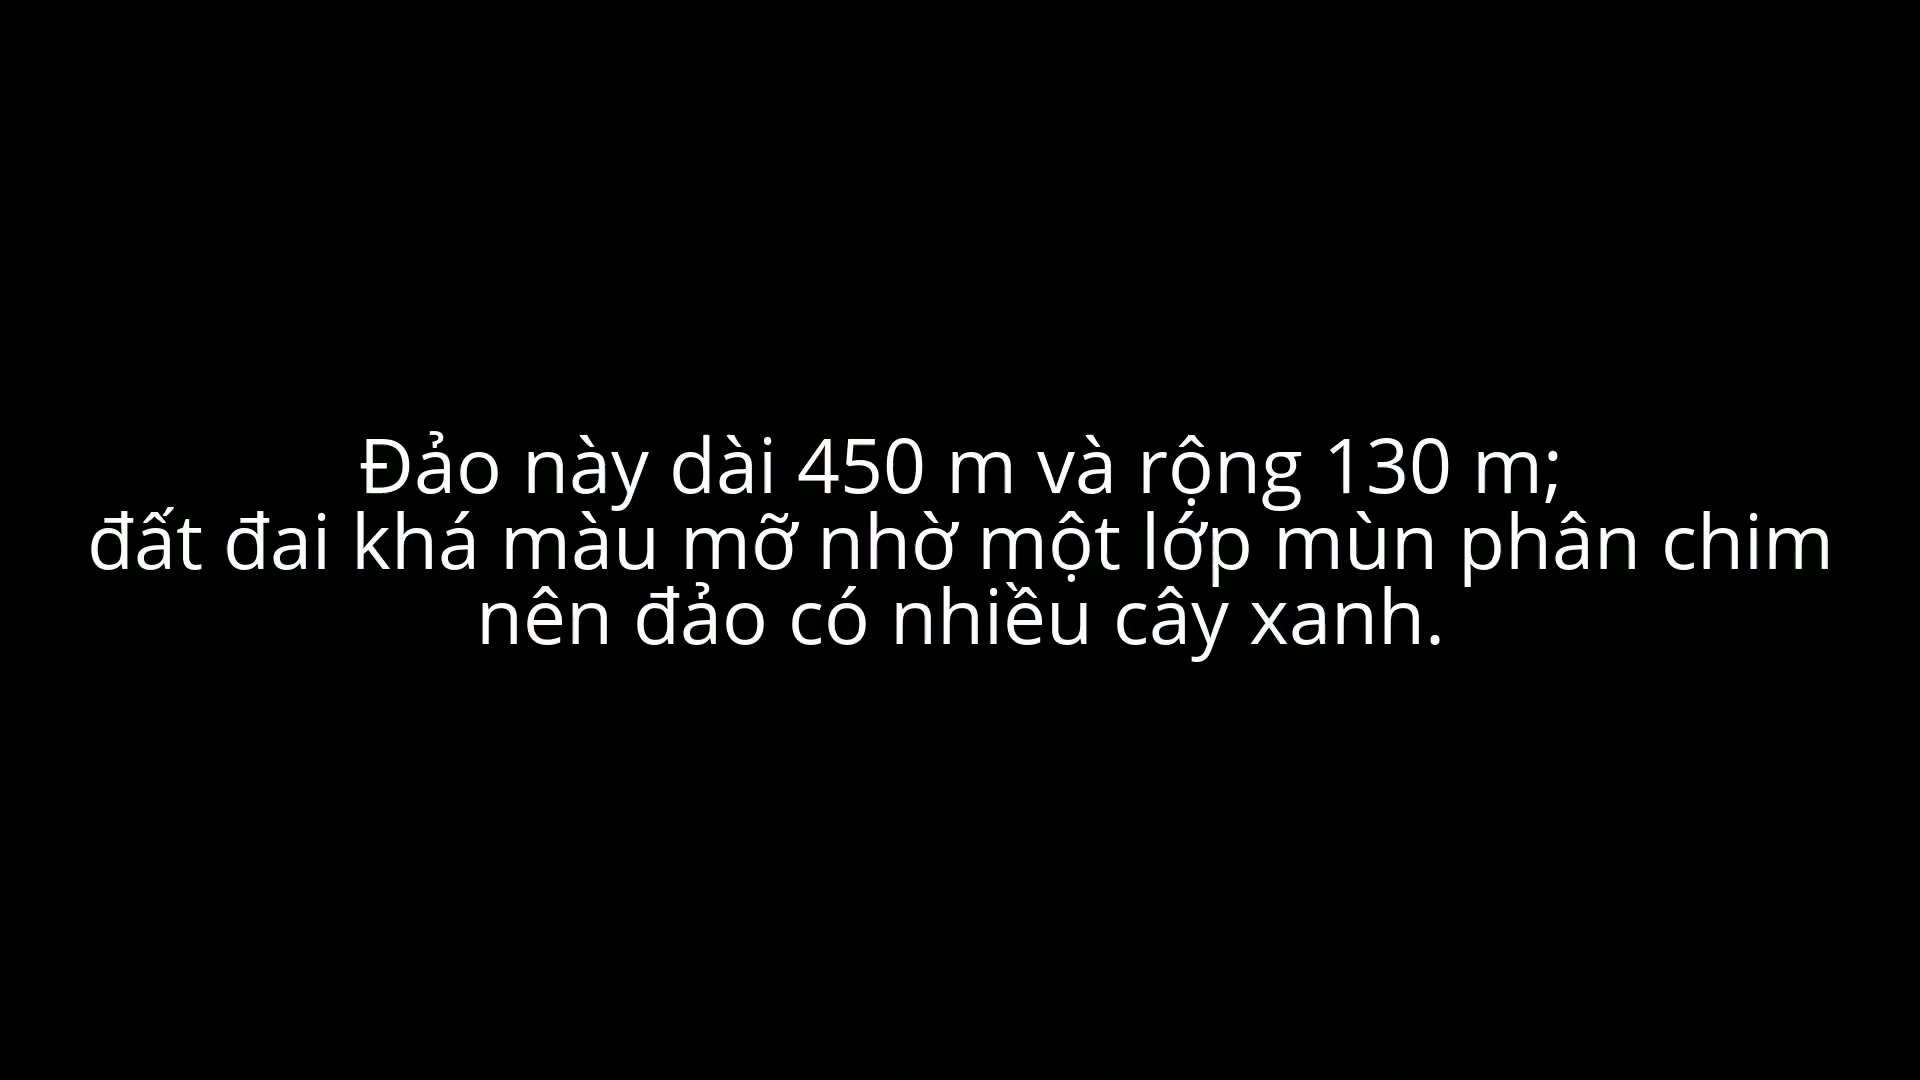 Đảo này dài 450 m và rộng 130 m;
đất đai khá màu mỡ nhờ một lớp mùn phân chim
nên đảo có nhiều cây xanh.